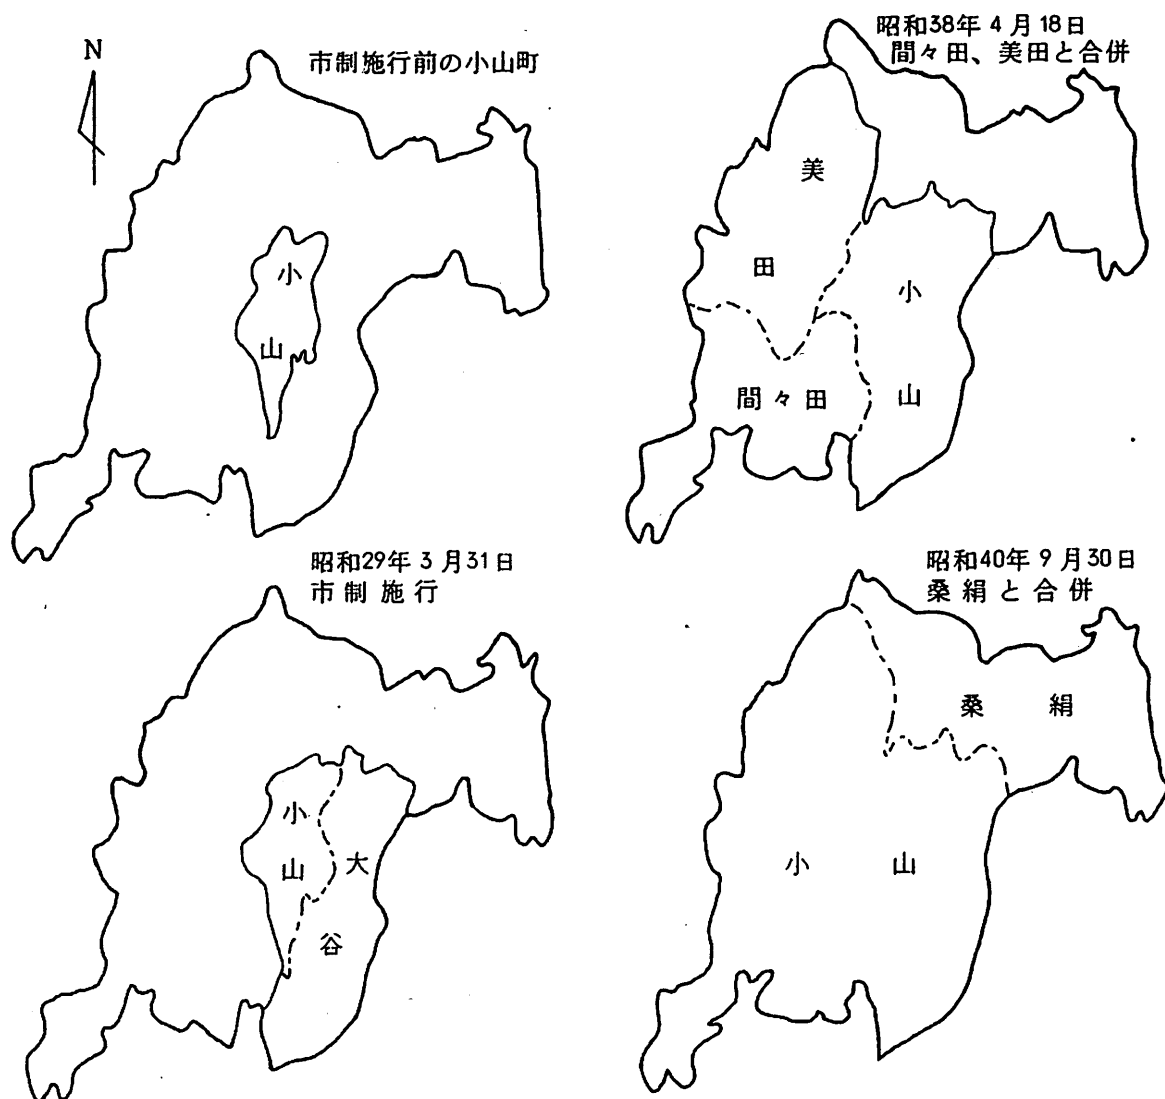 N
市制施行前の小山町
小
山
昭和29年3月31日
市制施行
小
山
大
谷
昭和38年4月18日
間々田、美田と合併
美
田
小
山
間々田
昭和40年9月30日
桑絹と合併
桑絹
小山